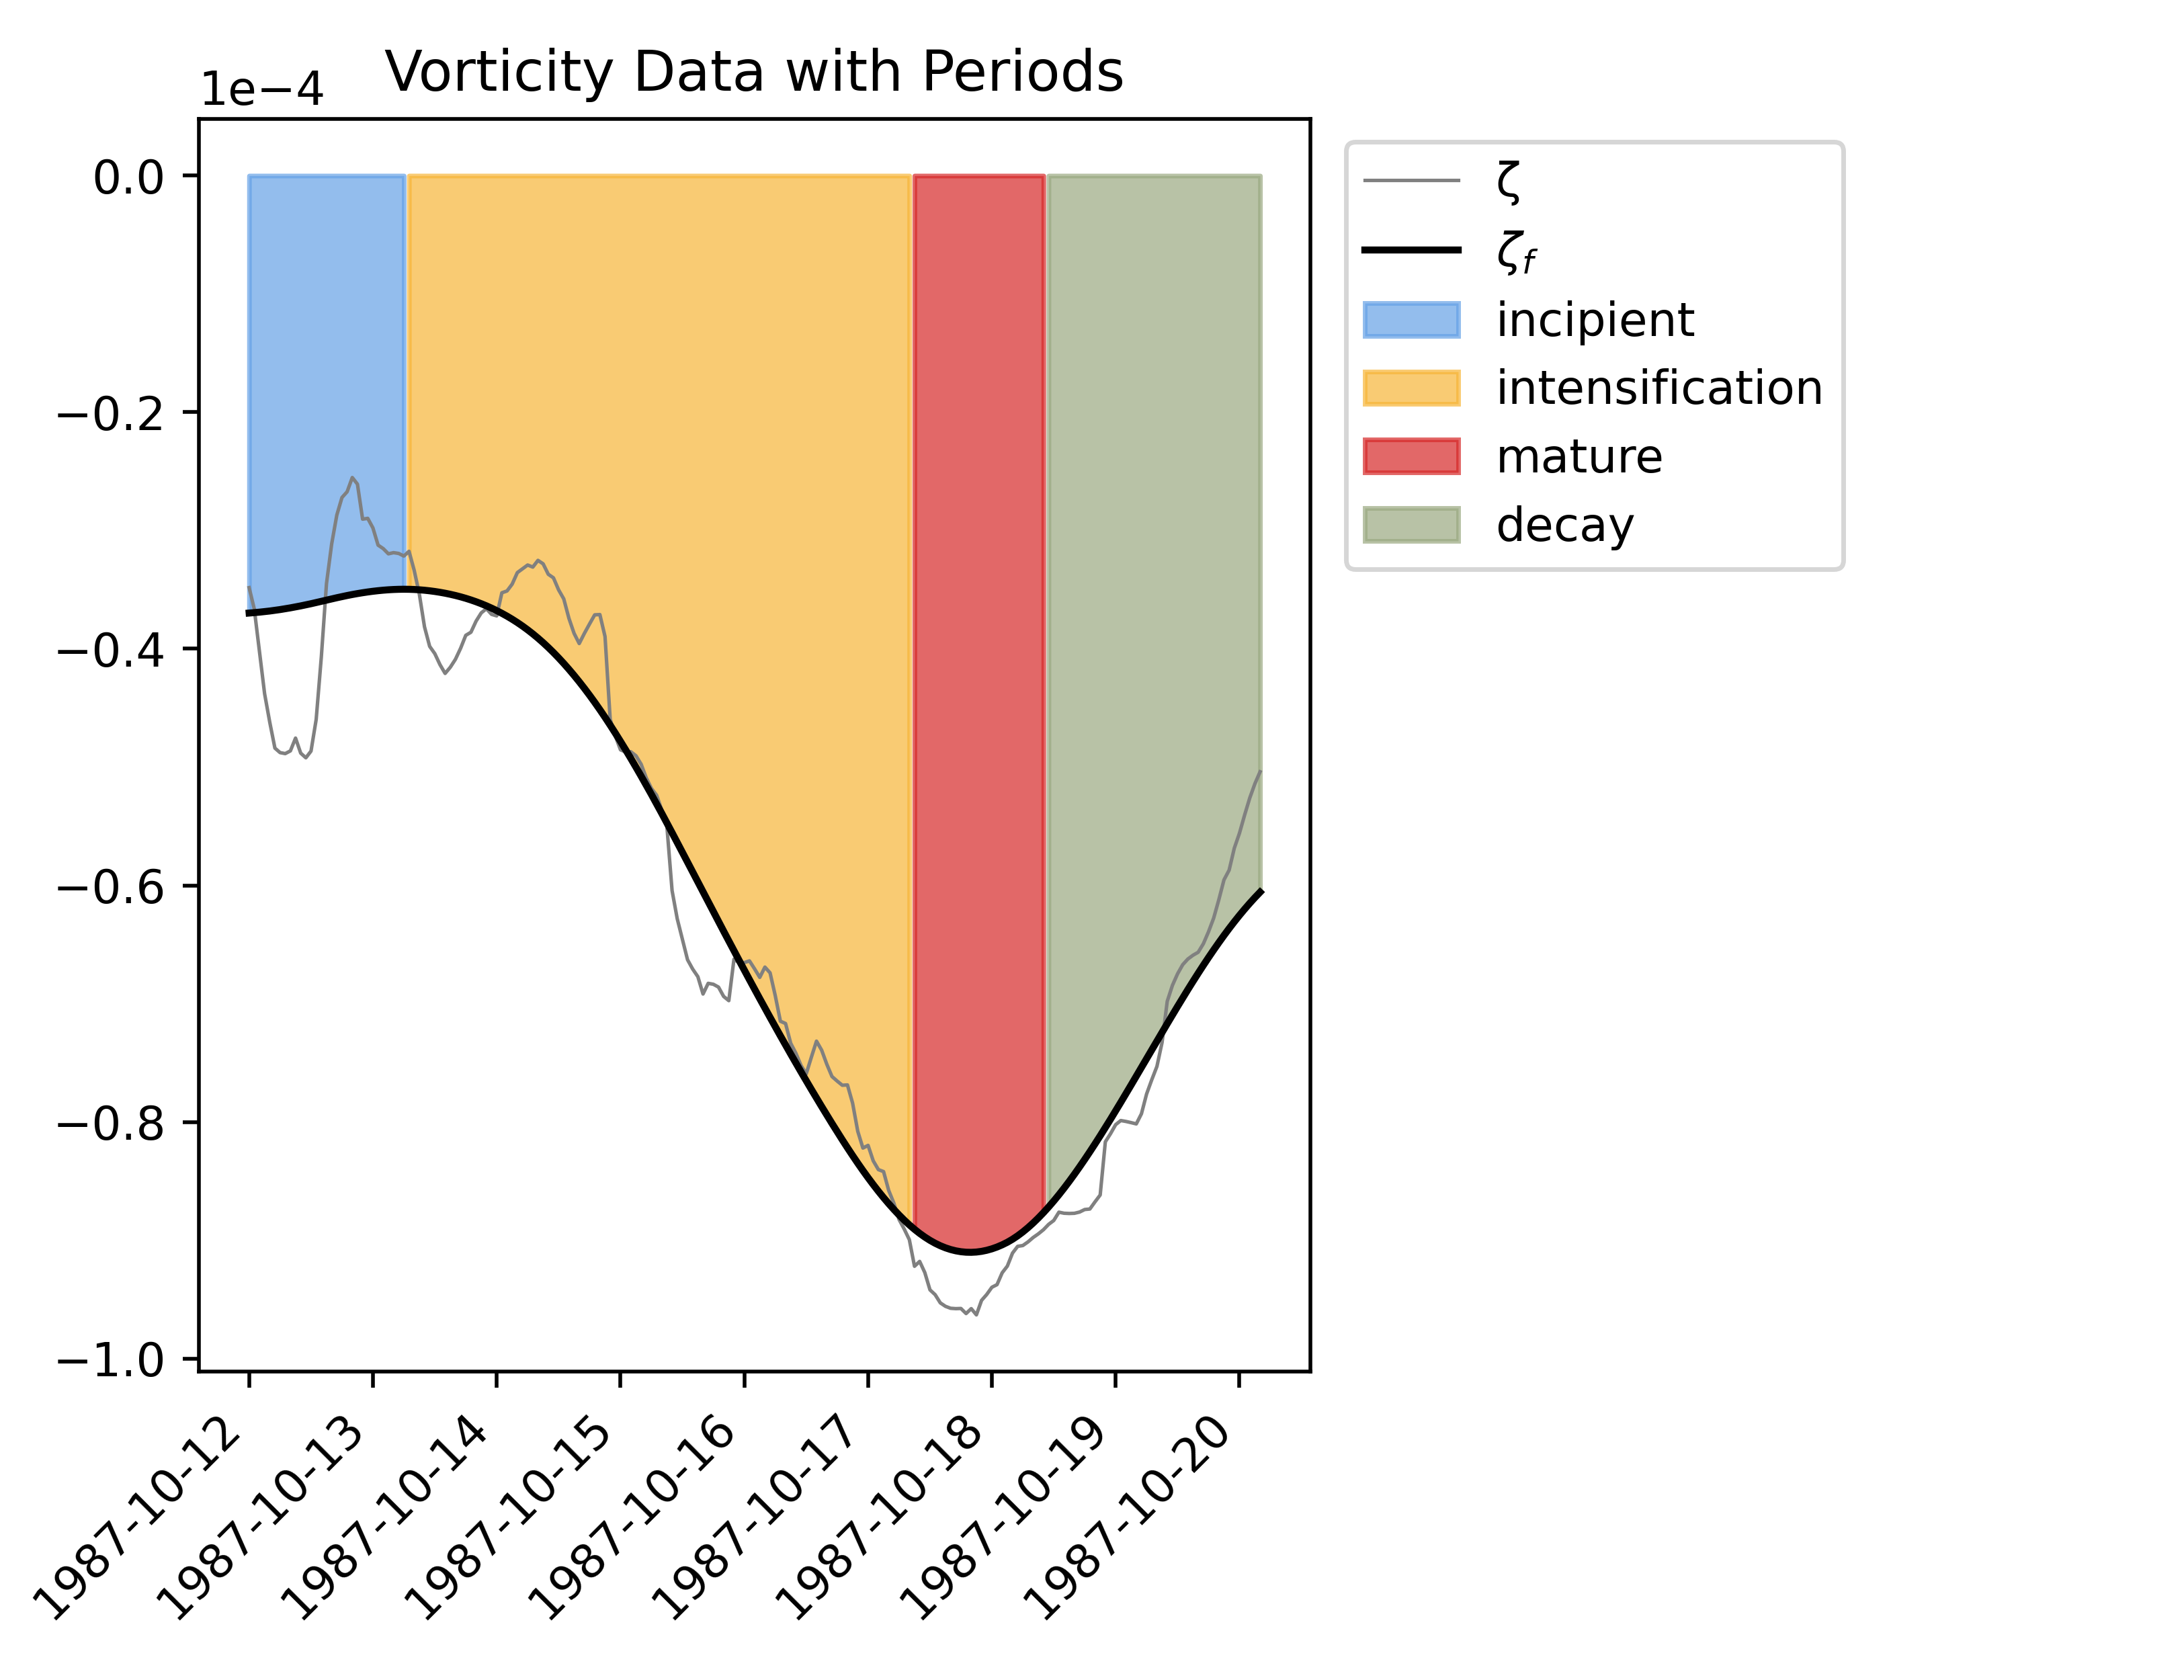 Vorticity Data with Periods
1e−4
0.0
−0.2
−0.4
−0.6
−0.8
−1.0
1987-10-12
1987-10-13
1987-10-14
1987-10-15
1987-10-16
1987-10-17
1987-10-18
1987-10-19
1987-10-20
ζ
ζf
incipient
intensification
mature
decay